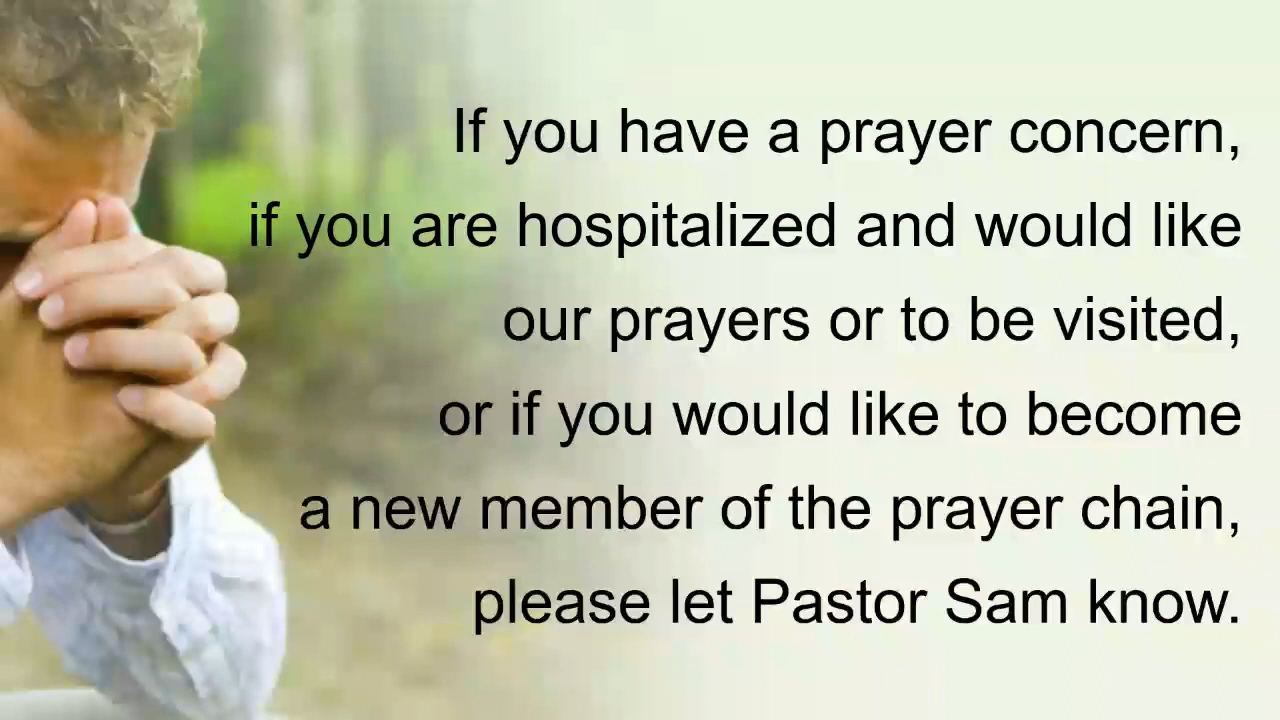 If you have a prayer concern,
if you are hospitalized and would like
our prayers or to be visited,
or if you would like to become
a new member of the prayer chain,
please let Pastor Sam know.